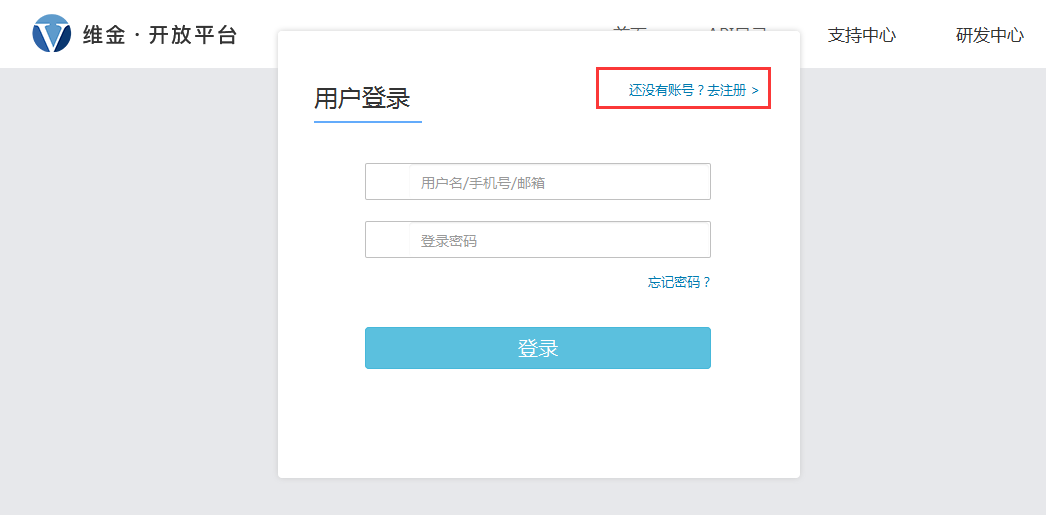 维金·开放平台
支持中心
研发中心
用户登录
还没有账号？去注册 >
用户名/手机号/邮箱
登录密码
忘记密码？
登录